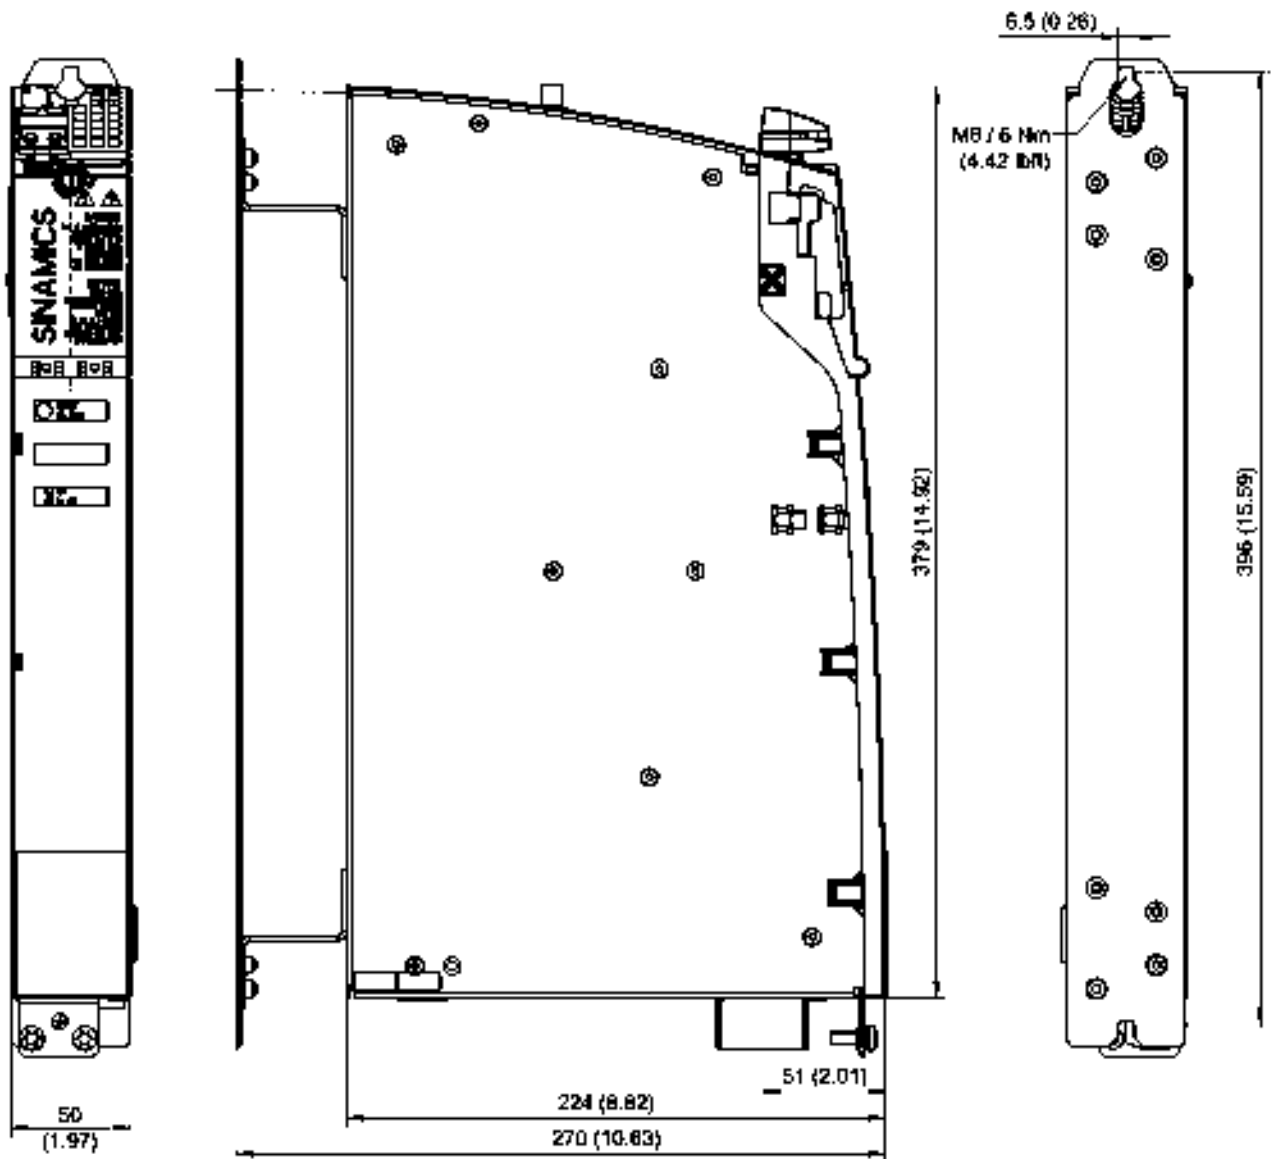 6.5 (0.26)
M6 / 6 Nm
(4.42 lbft)
SINAMICS
379 (14.92)
396 (15.59)
51 (2.01)
224 (8.82)
270 (10.63)
50
(1.97)